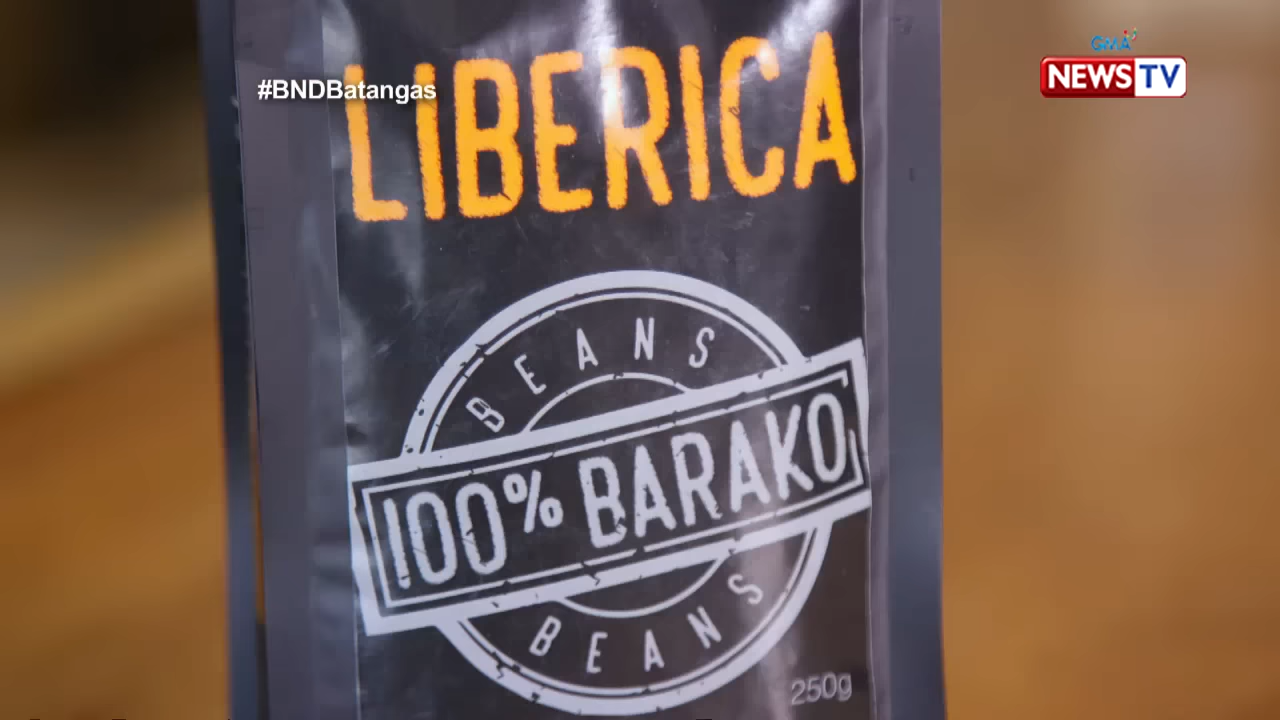 GMA
NEWS TV
#BNDBatangas
LIBERICA
BEANS
100% BARAKO
BEANS
250g